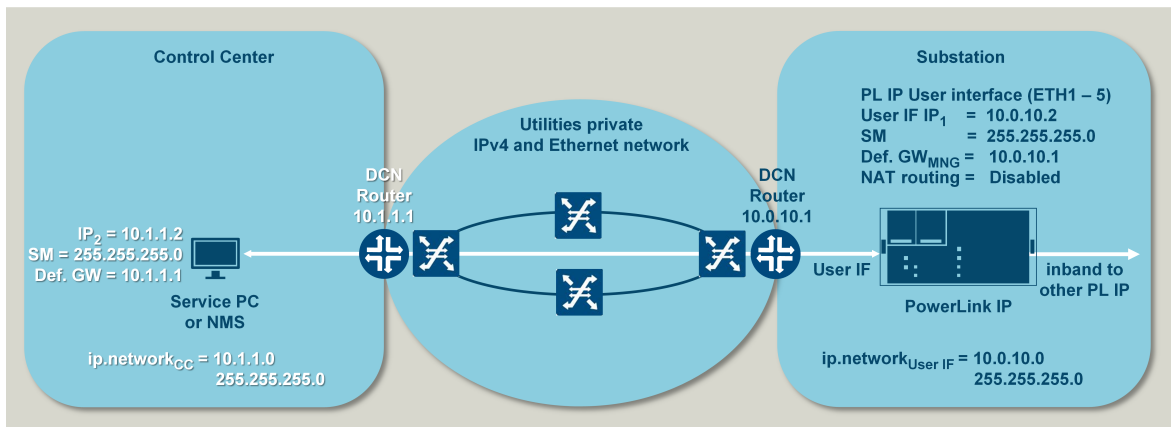 Control Center
IP2 = 10.1.1.2
SM = 255.255.255.0
Def. GW = 10.1.1.1
Service PC
or NMS
ip.networkCC = 10.1.1.0
255.255.255.0
Utilities private
IPv4 and Ethernet network
DCN
Router
10.1.1.1
DCN
Router
10.0.10.1
Substation
PL IP User interface (ETH1 – 5)
User IF IP1 = 10.0.10.2
SM = 255.255.255.0
Def. GWMNG = 10.0.10.1
NAT routing = Disabled
User IF
PowerLink IP
inband to
other PL IP
ip.networkUser IF = 10.0.10.0
255.255.255.0